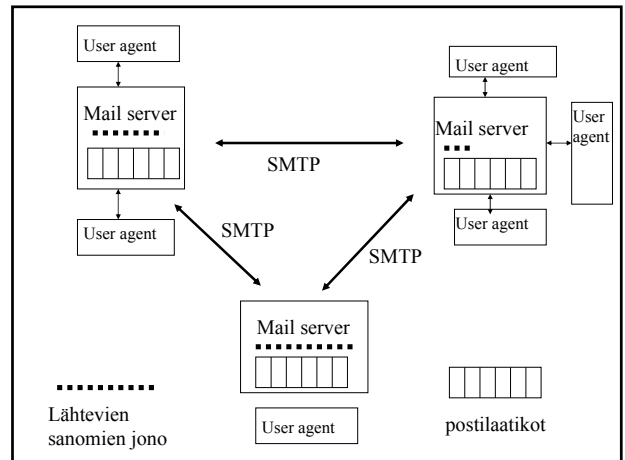 User agent
User agent
Mail server
Mail server
User
agent
SMTP
User agent
User agent
SMTP
SMTP
Mail server
Lähtevien
sanomien jono
User agent
postilaatikot